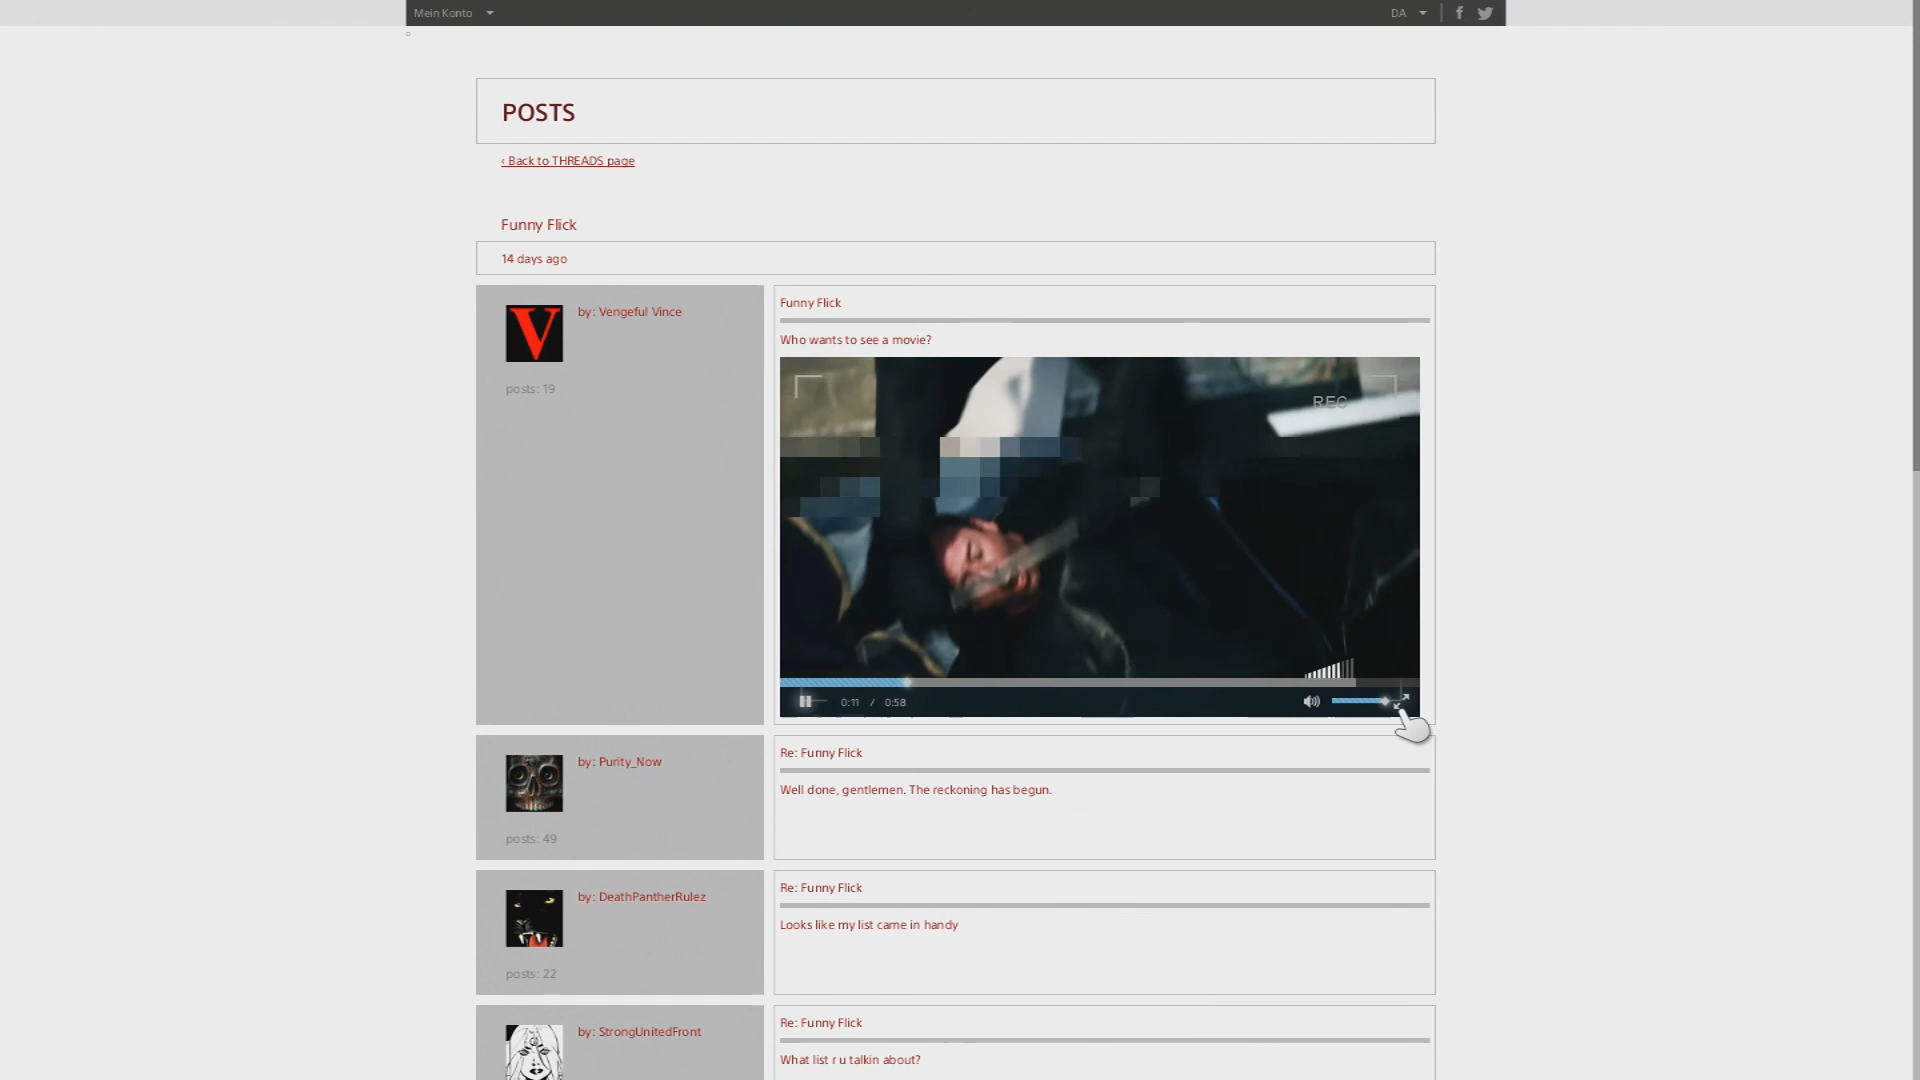 Mein Konto
DA
POSTS
‹ Back to THREADS page
Funny Flick
14 days ago
by: Vengeful Vince
posts: 19
Funny Flick
Who wants to see a movie?
REC
0:11 / 0:58
by: Purity_Now
posts: 49
Re: Funny Flick
Well done, gentlemen. The reckoning has begun.
by: DeathPantherRulez
posts: 22
Re: Funny Flick
Looks like my list came in handy
by: StrongUnitedFront
Re: Funny Flick
What list r u talkin about?